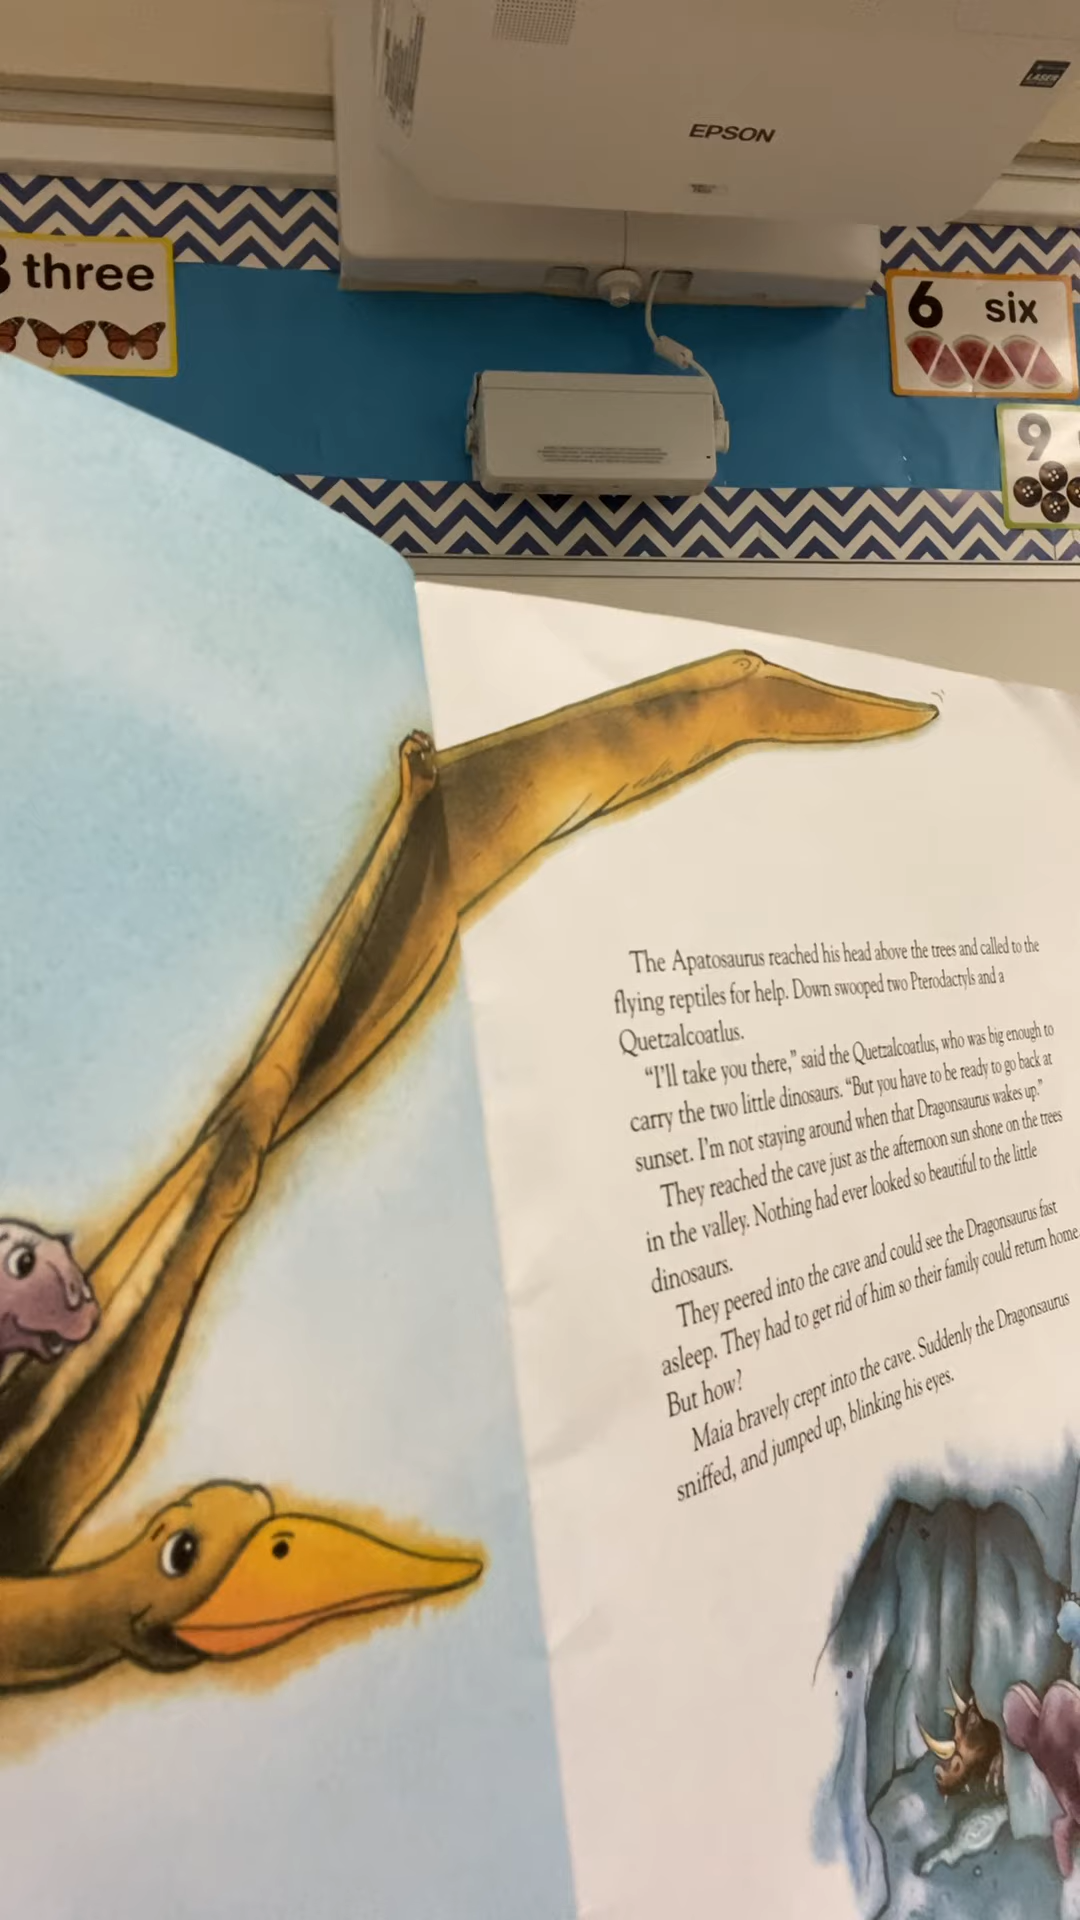 LASER
EPSON
three
6 six
9
The Apatosaurus reached his head above the trees and called to the
flying reptiles for help. Down swooped two Pterodactyls and a
Quetzalcoatlus.
“I'll take you there,” said the Quetzalcoatlus, who was big enough to
carry the two little dinosaurs. “But you have to be ready to go back at
sunset. I'm not staying around when that Dragonsaurus wakes up.”
They reached the cave just as the afternoon sun shone on the trees
in the valley. Nothing had ever looked so beautiful to the little
dinosaurs.
They peered into the cave and could see the Dragonsaurus fast
asleep. They had to get rid of him so their family could return home.
But how?
Maia bravely crept into the cave. Suddenly the Dragonsaurus
sniffed, and jumped up, blinking his eyes.